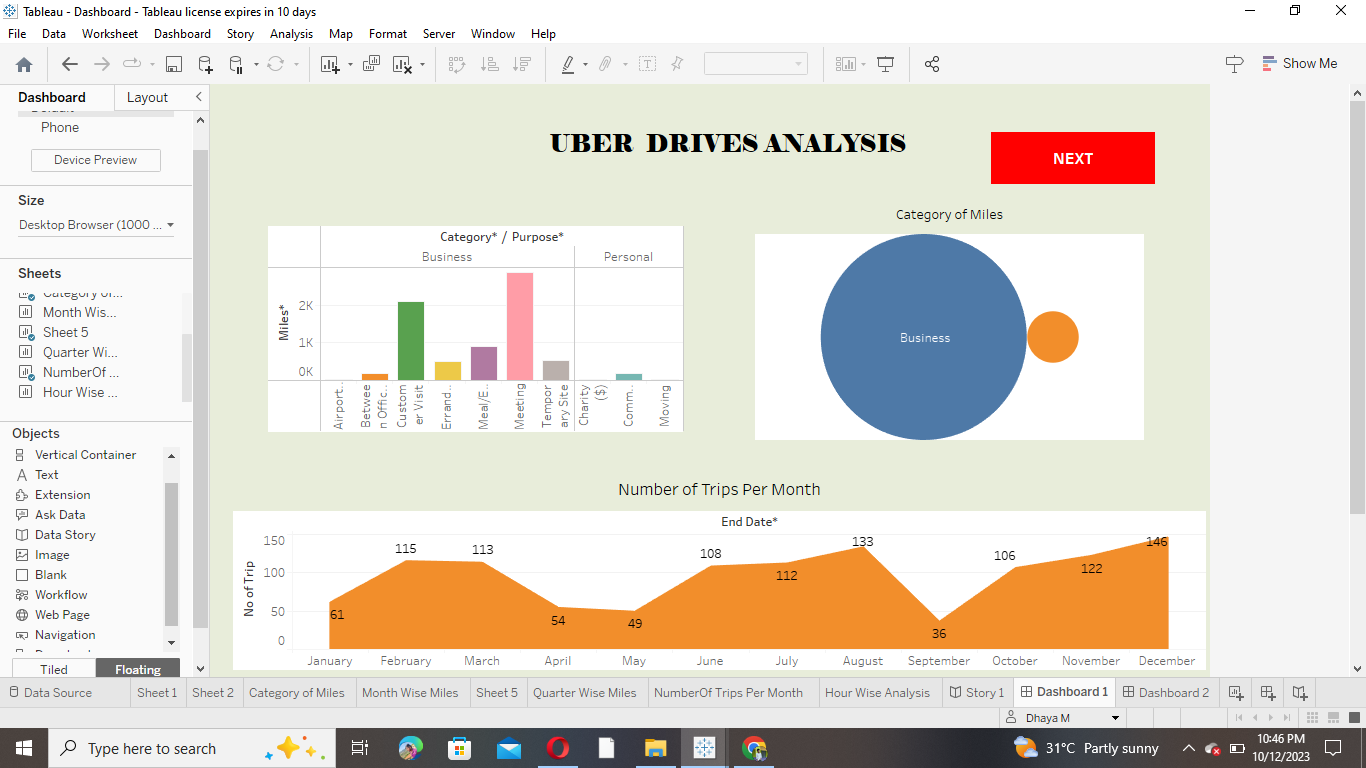 Tableau - Dashboard - Tableau license expires in 10 days
File Data Worksheet Dashboard Story Analysis Map Format Server Window Help
Show Me
Dashboard Layout
Phone
Device Preview
Size
Desktop Browser (1000 ...
Sheets
Category of...
Month Wis...
Sheet 5
Quarter Wi...
NumberOf ...
Hour Wise ...
Objects
Vertical Container
Text
Extension
Ask Data
Data Story
Image
Blank
Workflow
Web Page
Navigation
Tiled Floating
UBER DRIVES ANALYSIS
NEXT
Category* / Purpose*
Business Personal
Miles*
2K
1K
0K
Airport..
Betwee
n Offic..
Custom
er Visit
Errand..
Meal/E..
Meeting
Tempor
ary Site
Charity
($)
Comm..
Moving
Category of Miles
Business
Number of Trips Per Month
End Date*
No of Trip
150
100
50
0
61 115 113 54 49 108 112 133 36 106 122 146
January February March April May June July August September October November December
Data Source Sheet 1 Sheet 2 Category of Miles Month Wise Miles Sheet 5 Quarter Wise Miles NumberOf Trips Per Month Hour Wise Analysis Story 1 Dashboard 1 Dashboard 2
Dhaya M
Type here to search
31°C Partly sunny
10:46 PM
10/12/2023